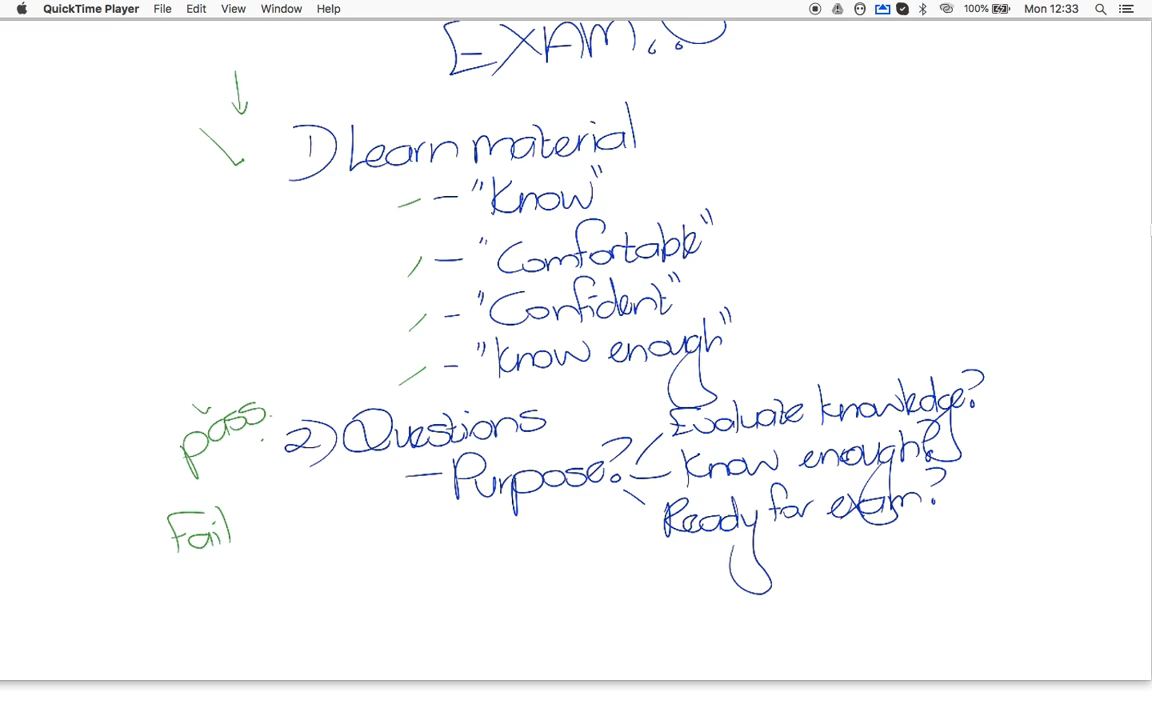 QuickTime Player File Edit View Window Help 100% Mon 12:33
EXAM
1) Learn material
- "Know"
- "Comfortable"
- "Confident"
- "Know enough"
pass.
2) Questions
- Purpose?
Evaluate knowledge?
Know enough?
Ready for exam?
Fail